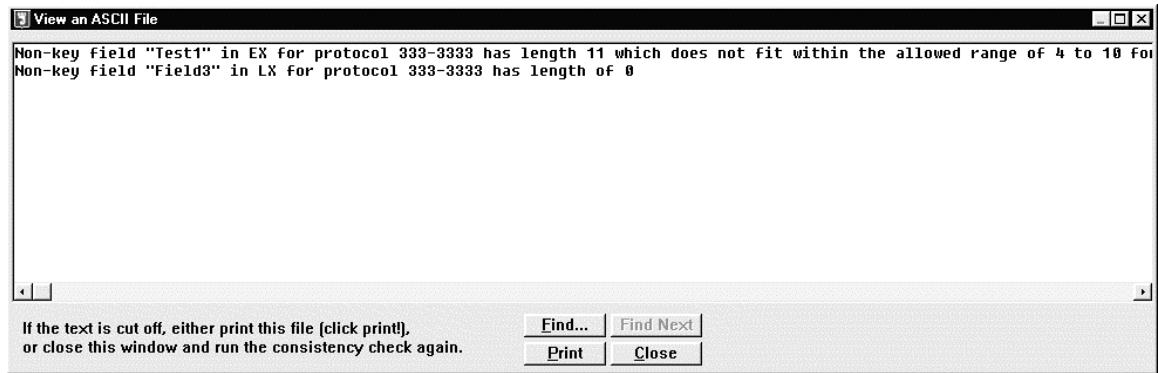 View an ASCII File
Non-key field "Test1" in EX for protocol 333-3333 has length 11 which does not fit within the allowed range of 4 to 10 for
Non-key field "Field3" in LX for protocol 333-3333 has length of 0
If the text is cut off, either print this file (click print!),
or close this window and run the consistency check again.
Find... Find Next
Print Close